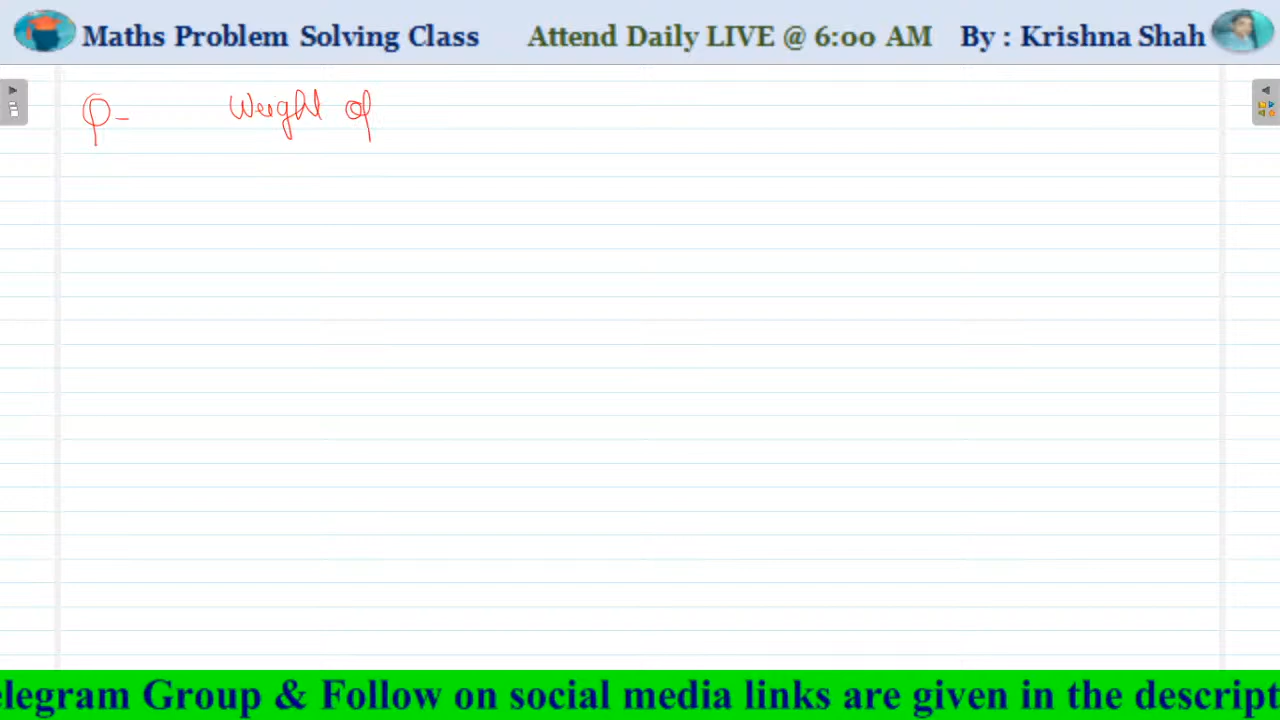 Maths Problem Solving Class Attend Daily LIVE @ 6:00 AM By : Krishna Shah
Q- Weight of
elegram Group & Follow on social media links are given in the descript